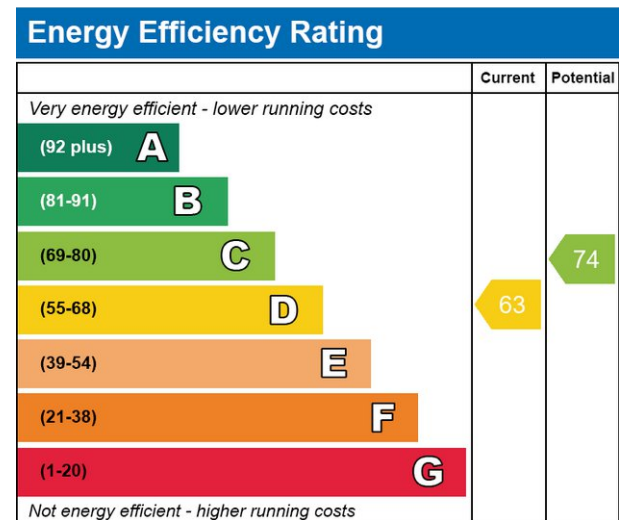 Energy Efficiency Rating
Current Potential
Very energy efficient - lower running costs
(92 plus) A
(81-91) B
(69-80) C
74
(55-68) D
63
(39-54) E
(21-38) F
(1-20) G
Not energy efficient - higher running costs